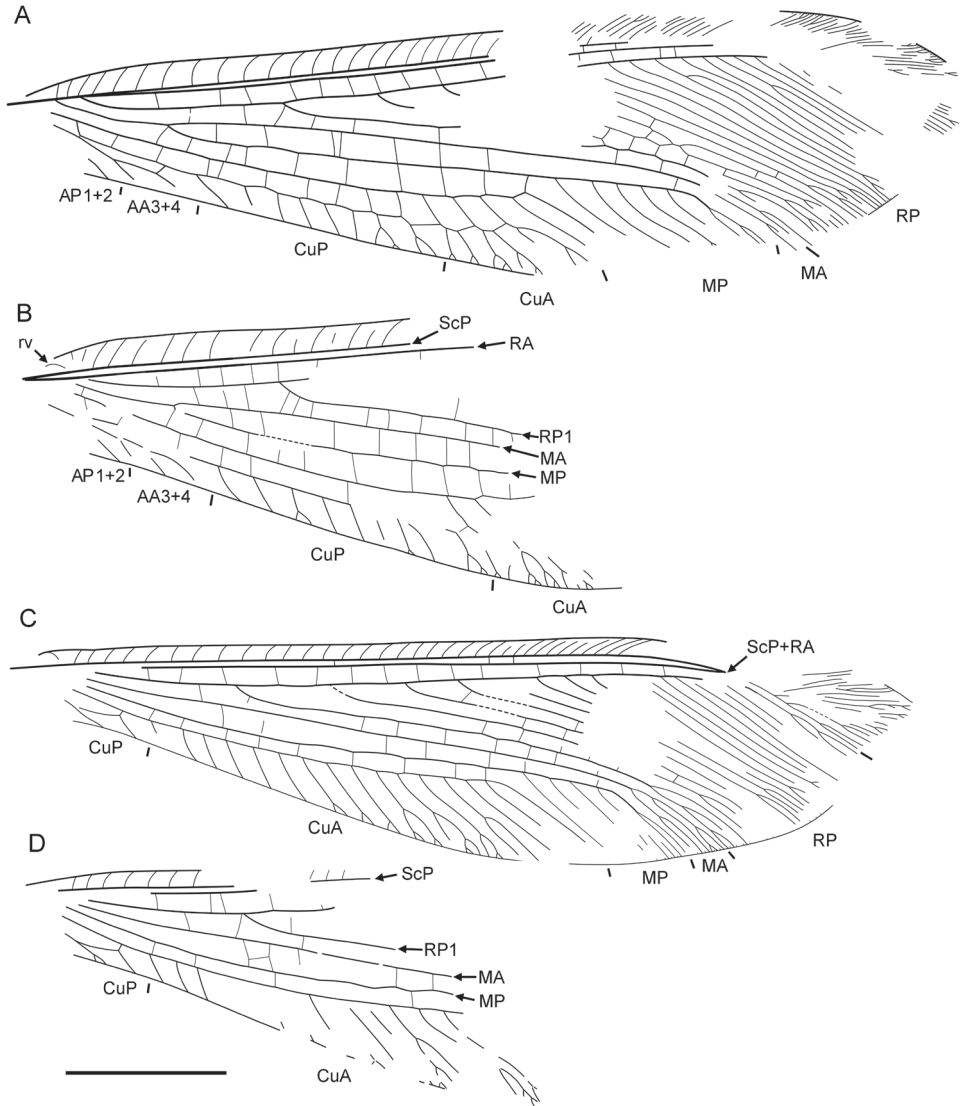 A
AP1+2
AA3+4
CuP
CuA
MP
MA
RP
B
rv
ScP
RA
RP1
MA
MP
AP1+2
AA3+4
CuP
CuA
C
ScP+RA
CuP
CuA
MP
MA
RP
D
ScP
RP1
MA
MP
CuP
CuA